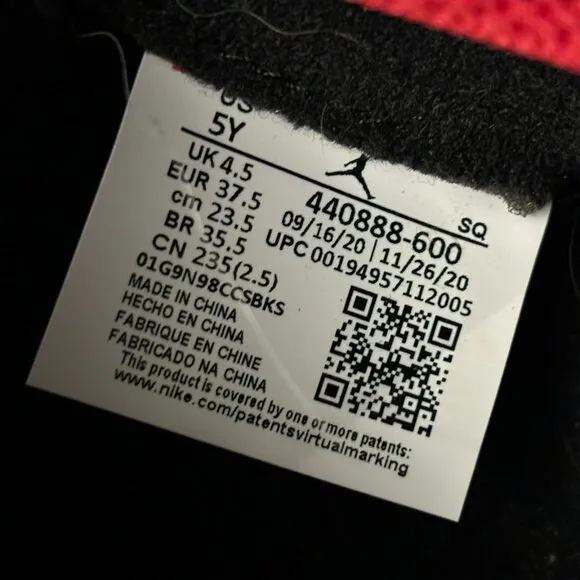 US
5Y
UK 4.5
EUR 37.5
cm 23.5
BR 35.5
CN 235(2.5)
01G9N98CCSBKS
SQ
440888-600
09/16/20 | 11/26/20
UPC 00194957112005
MADE IN CHINA
HECHO EN CHINA
FABRIQUE EN CHINE
FABRICADO NA CHINA
This product is covered by one or more patents:
www.nike.com/patentsvirtualmarking